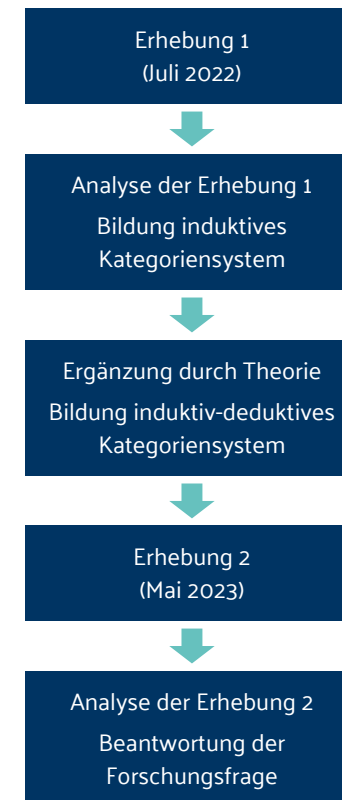 Erhebung 1
(Juli 2022)
Analyse der Erhebung 1
Bildung induktives
Kategoriensystem
Ergänzung durch Theorie
Bildung induktiv-deduktives
Kategoriensystem
Erhebung 2
(Mai 2023)
Analyse der Erhebung 2
Beantwortung der
Forschungsfrage